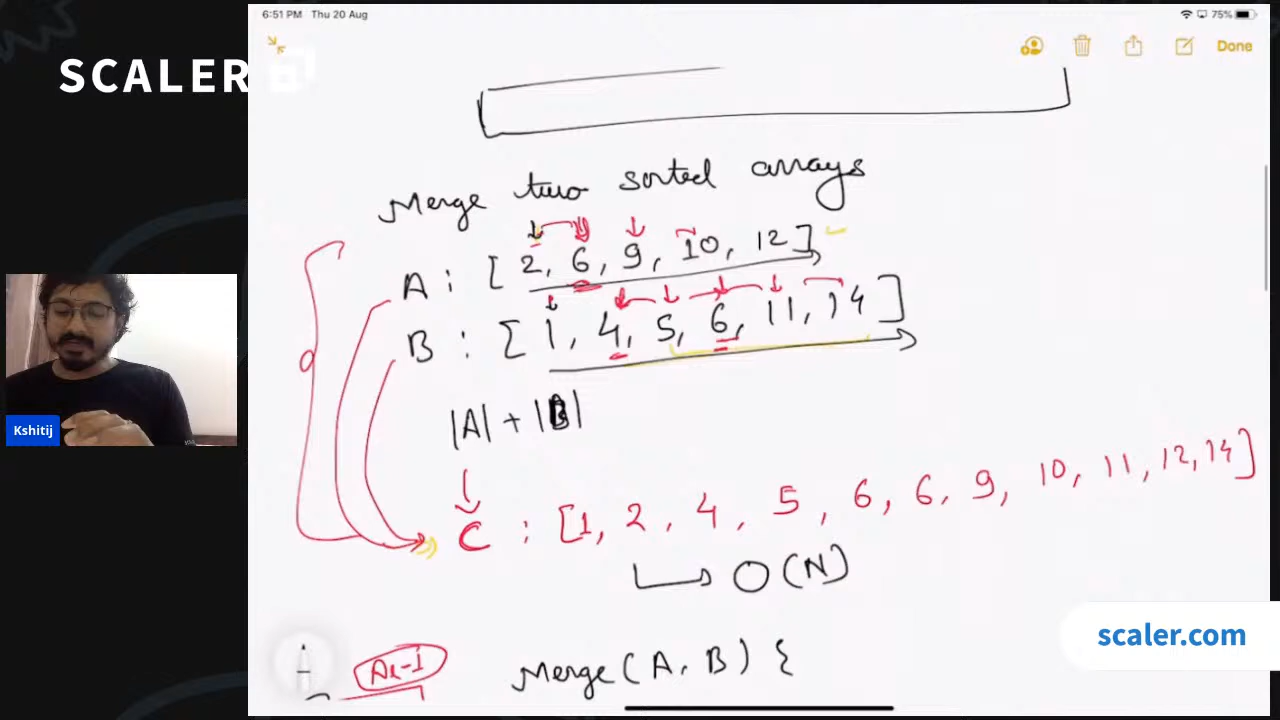 6:51 PM Thu 20 Aug
75%
Done
SCALER
Merge two sorted arrays
A : [ 2, 6, 9, 10, 12 ]
B : [ 1, 4, 5, 6, 11, 14 ]
|A| + |B|
C : [1, 2, 4, 5, 6, 6, 9, 10, 11, 12, 14]
O(N)
Kshitij
scaler.com
Merge(A, B) {